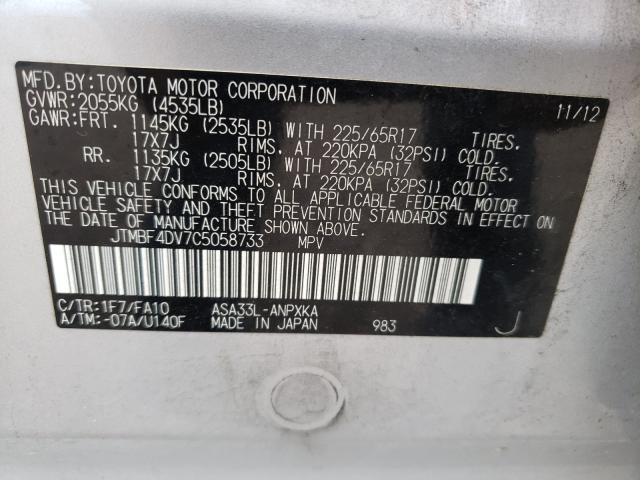 MFD.BY:TOYOTA MOTOR CORPORATION 11/12
GVWR:2055KG (4535LB)
GAWR:FRT. 1145KG (2535LB) WITH 225/65R17 TIRES.
17X7J RIMS. AT 220KPA (32PSI) COLD.
RR. 1135KG (2505LB) WITH 225/65R17 TIRES.
17X7J RIMS. AT 220KPA (32PSI) COLD.
THIS VEHICLE CONFORMS TO ALL APPLICABLE FEDERAL MOTOR
VEHICLE SAFETY AND THEFT PREVENTION STANDARDS IN EFFECT ON
THE DATE OF MANUFACTURE SHOWN ABOVE.
JTMBF4DV7C5058733 MPV
C/TR:1F7/FA10 ASA33L-ANPXKA
A/TM:-07A/U140F MADE IN JAPAN 983 J